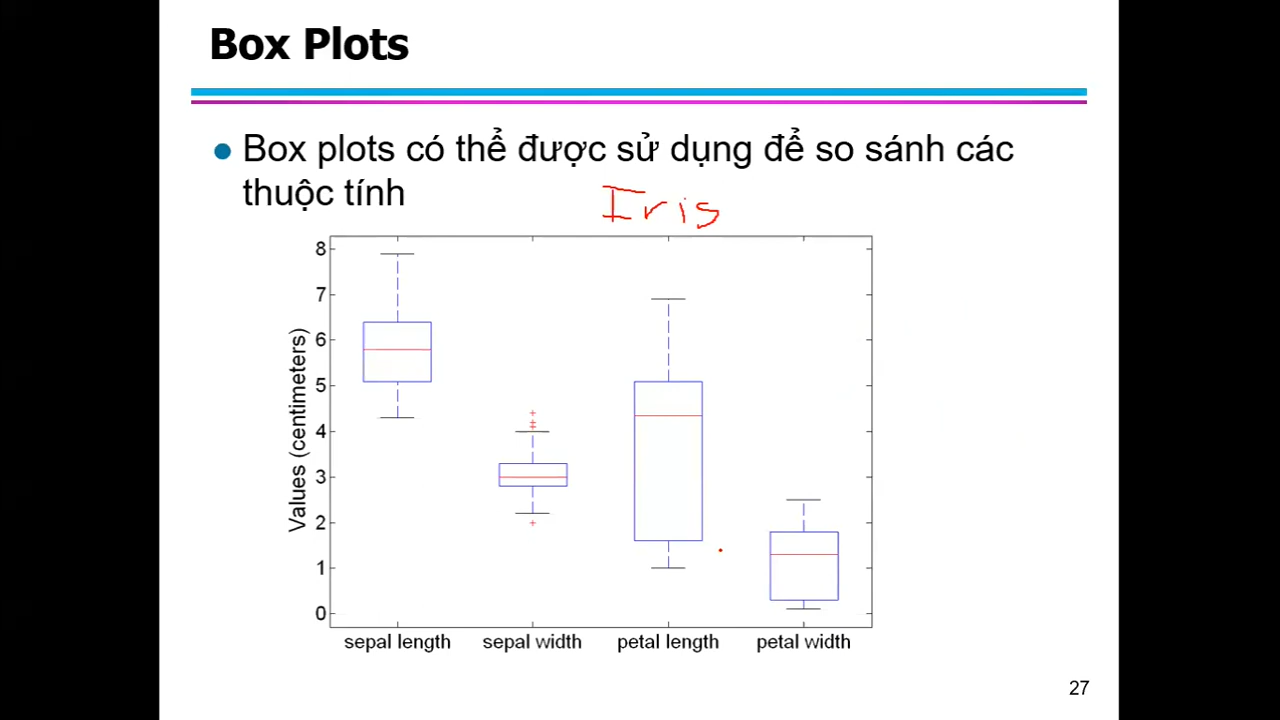 Box Plots
Box plots có thể được sử dụng để so sánh các
thuộc tính
Iris
8
7
6
5
4
3
2
1
0
Values (centimeters)
sepal length sepal width petal length petal width
27